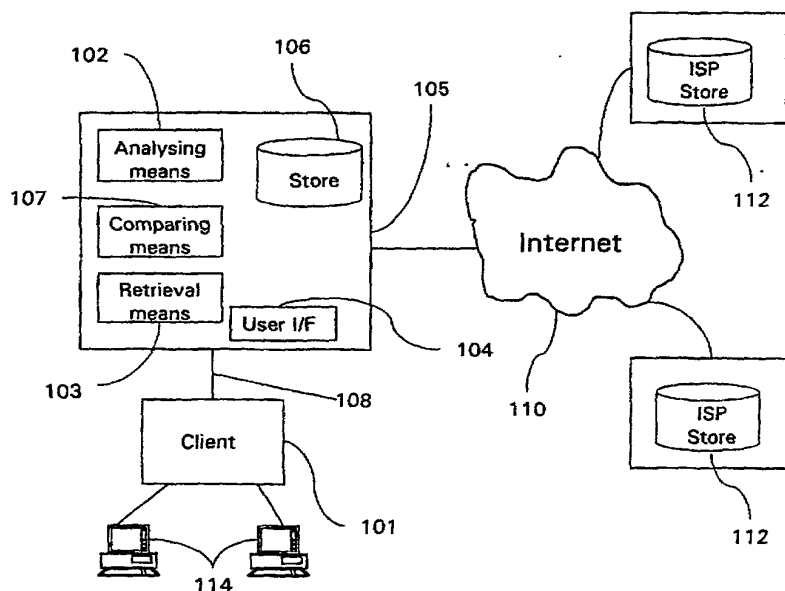 102
106
105
ISP
Store
112
Analysing
means
Store
107
Comparing
means
Internet
Retrieval
means
User I/F
104
103
108
110
Client
101
ISP
Store
112
114